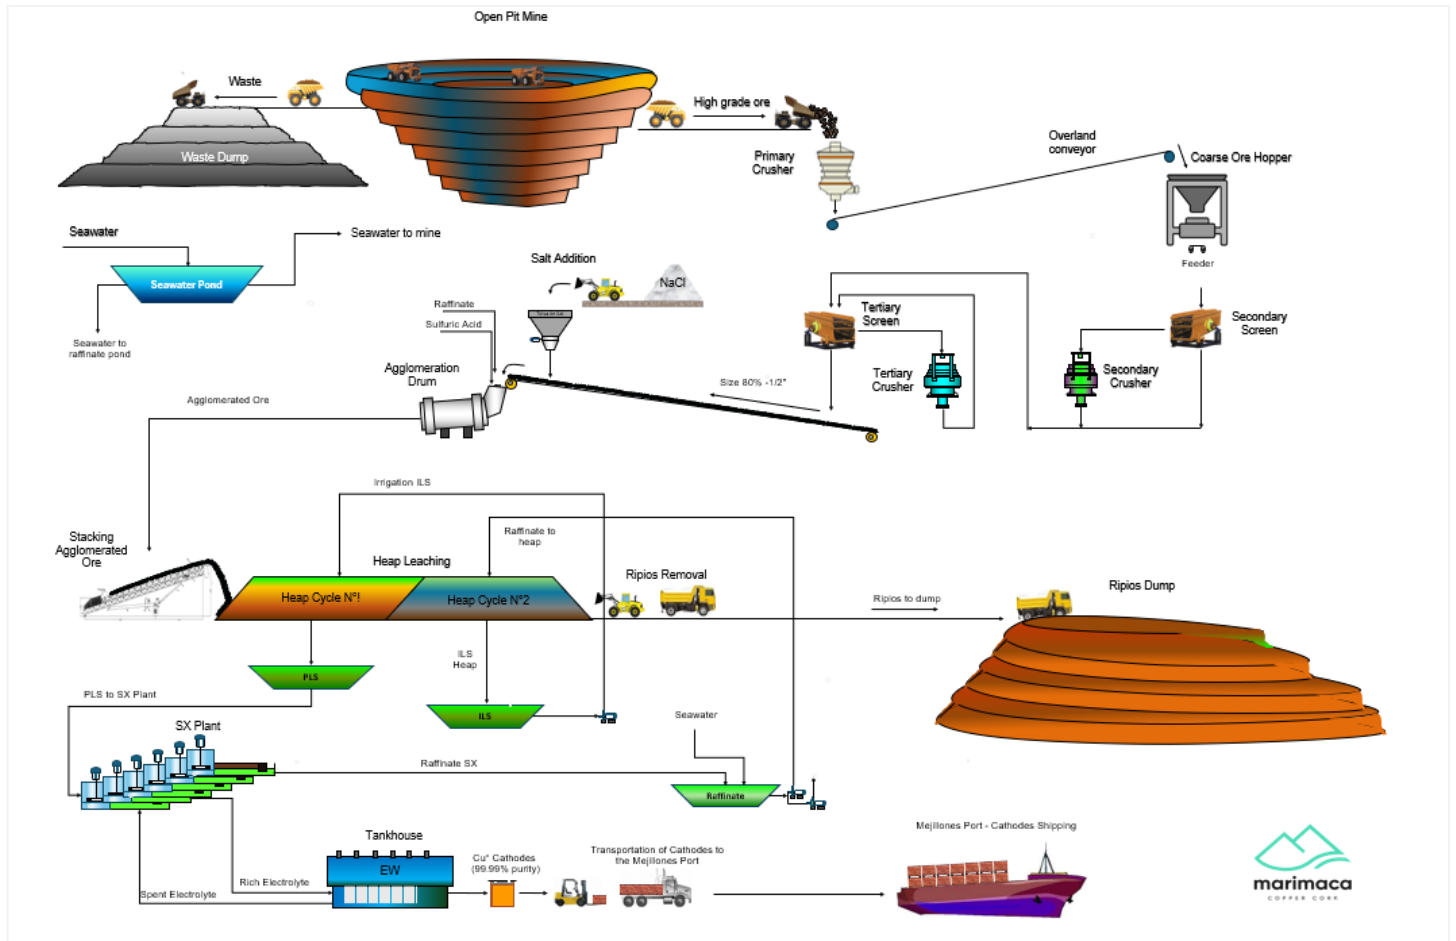 Open Pit Mine
Waste
High grade ore
Waste Dump
Primary
Crusher
Overland
conveyor
Coarse Ore Hopper
Feeder
Seawater
Seawater to mine
Seawater Pond
Seawater to
raffinate pond
Salt Addition
NaCl
Raffinate
Sulfuric Acid
Agglomeration
Drum
Tertiary
Screen
Tertiary
Crusher
Secondary
Crusher
Secondary
Screen
Size 80% -1/2"
Agglomerated Ore
Irrigation ILS
Raffinate to
heap
Stacking
Agglomerated
Ore
Heap Leaching
Heap Cycle N°!
Heap Cycle N°2
Ripios Removal
Ripios to dump
Ripios Dump
ILS
Heap
PLS
ILS
PLS to SX Plant
SX Plant
Seawater
Raffinate SX
Raffinate
Tankhouse
EW
Rich Electrolyte
Spent Electrolyte
Cu° Cathodes
(99.99% purity)
Transportation of Cathodes to
the Mejillones Port
Mejillones Port - Cathodes Shipping
marimaca
COPPER CORP